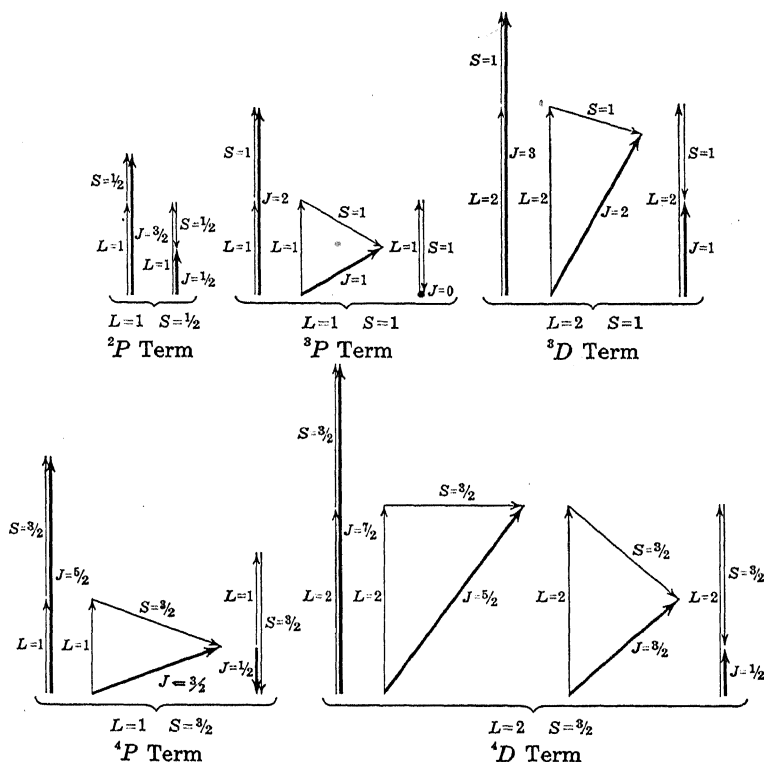 S=½ L=1 J=3/2 S=½ L=1 J=½
L=1 S=½
²P Term
S=1 J=2 L=1 L=1 S=1 J=1 L=1 S=1 J=0
L=1 S=1
³P Term
S=1 J=3 L=2 L=2 S=1 J=2 L=2 S=1 J=1
L=2 S=1
³D Term
S=3/2 J=5/2 L=1 L=1 S=3/2 J=3/2 L=1 S=3/2 J=1/2
L=1 S=3/2
⁴P Term
S=3/2 J=7/2 L=2 L=2 S=3/2 J=5/2 L=2 S=3/2 J=3/2 L=2 S=3/2 J=1/2
L=2 S=3/2
⁴D Term